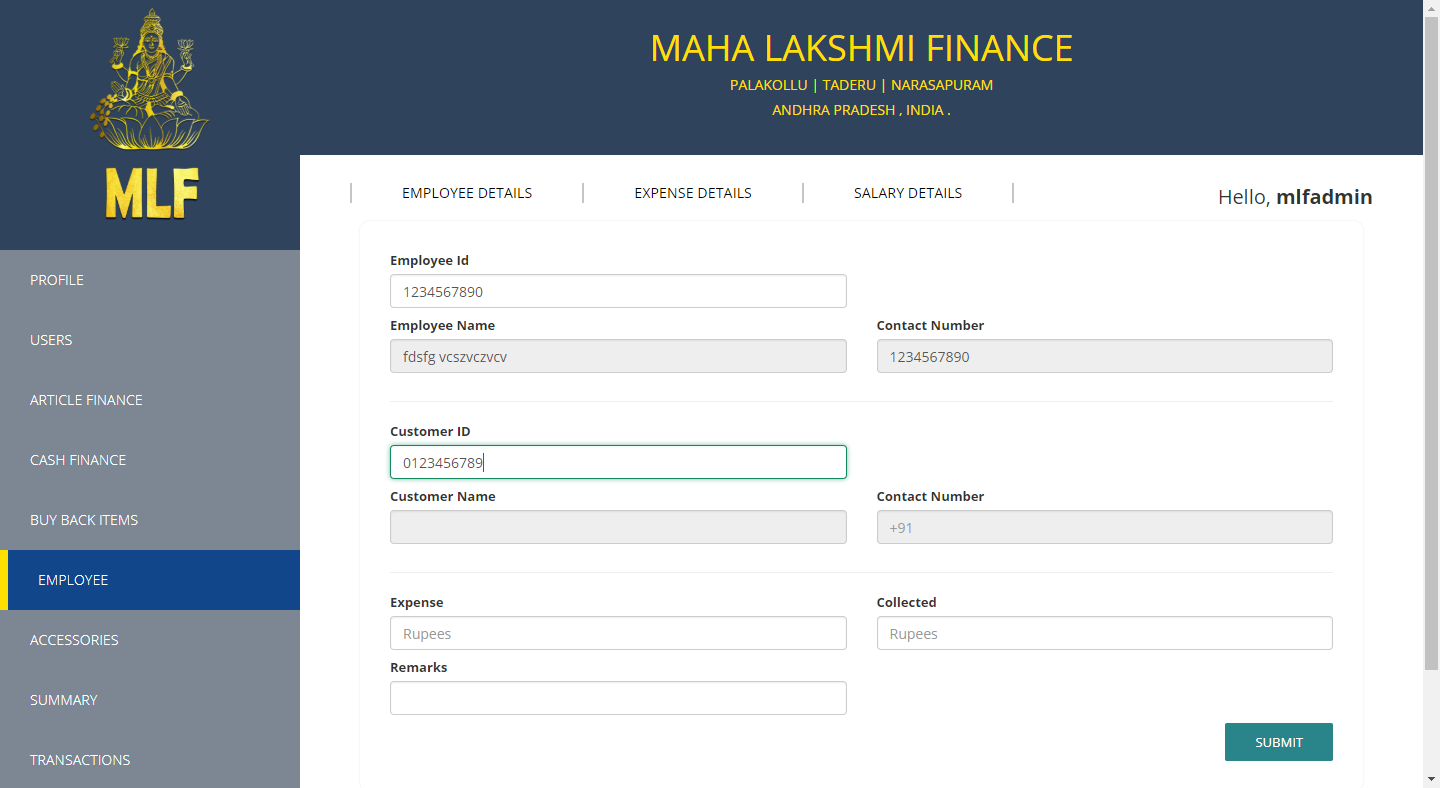 MAHA LAKSHMI FINANCE
PALAKOLLU | TADERU | NARASAPURAM
ANDHRA PRADESH , INDIA .
MLF
EMPLOYEE DETAILS
EXPENSE DETAILS
SALARY DETAILS
Hello, mlfadmin
PROFILE
USERS
ARTICLE FINANCE
CASH FINANCE
BUY BACK ITEMS
EMPLOYEE
ACCESSORIES
SUMMARY
TRANSACTIONS
Employee Id
1234567890
Employee Name
fdsfg vcszvczvcv
Contact Number
1234567890
Customer ID
0123456789
Customer Name
Contact Number
+91
Expense
Rupees
Collected
Rupees
Remarks
SUBMIT